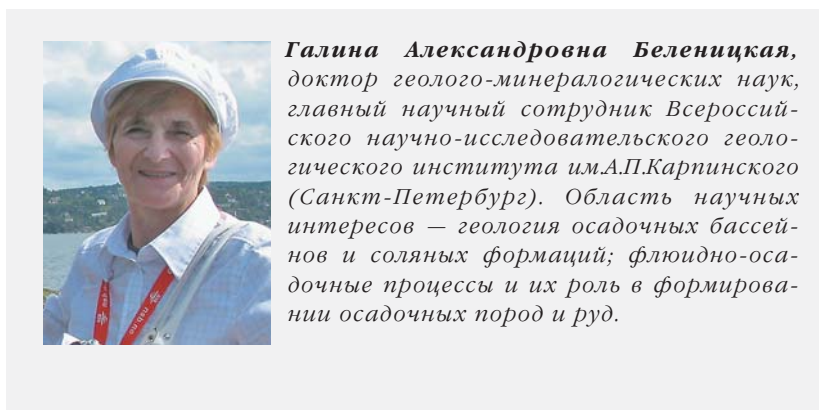 Галина Александровна Беленицкая,
доктор геолого-минералогических наук,
главный научный сотрудник Всероссий-
ского научно-исследовательского геоло-
гического института им.А.П.Карпинского
(Санкт-Петербург). Область научных
интересов — геология осадочных бассей-
нов и соляных формаций; флюидно-оса-
дочные процессы и их роль в формирова-
нии осадочных пород и руд.